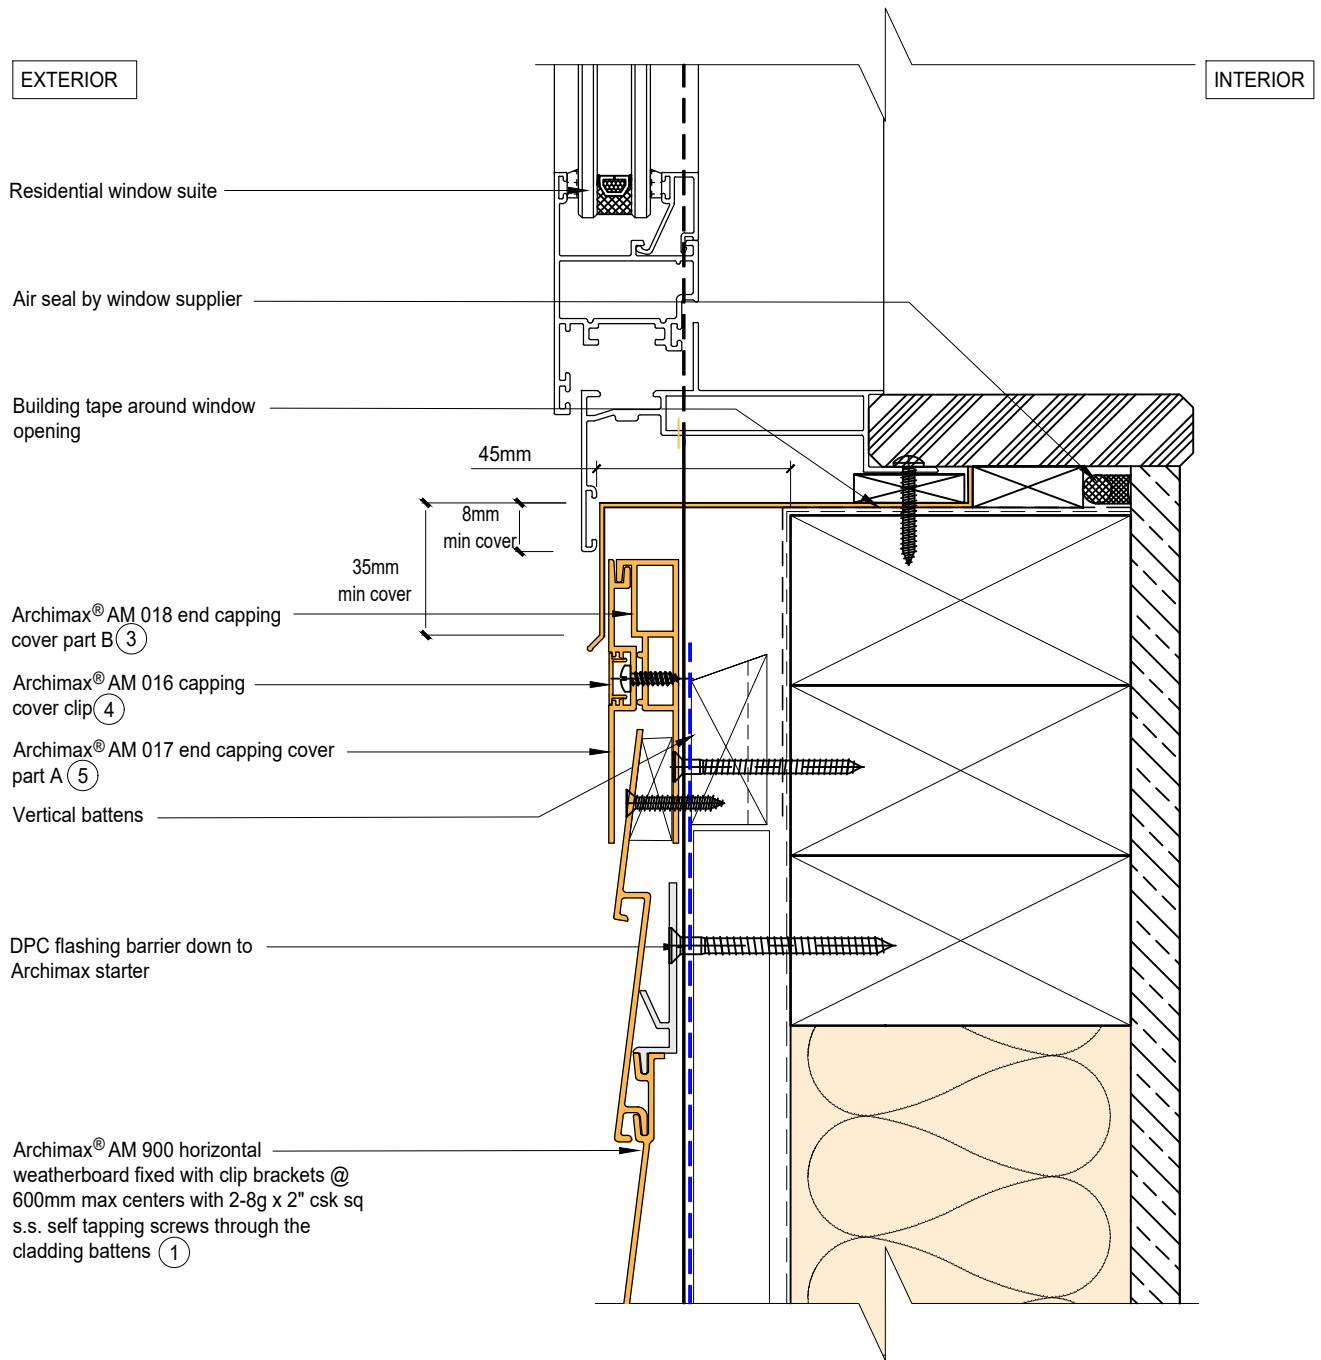 EXTERIOR
INTERIOR
Residential window suite
Air seal by window supplier
Building tape around window
opening
45mm
8mm
min cover
35mm
min cover
Archimax® AM 018 end capping
cover part B 3
Archimax® AM 016 capping
cover clip 4
Archimax® AM 017 end capping cover
part A 5
Vertical battens
DPC flashing barrier down to
Archimax starter
Archimax® AM 900 horizontal
weatherboard fixed with clip brackets @
600mm max centers with 2-8g x 2" csk sq
s.s. self tapping screws through the
cladding battens 1